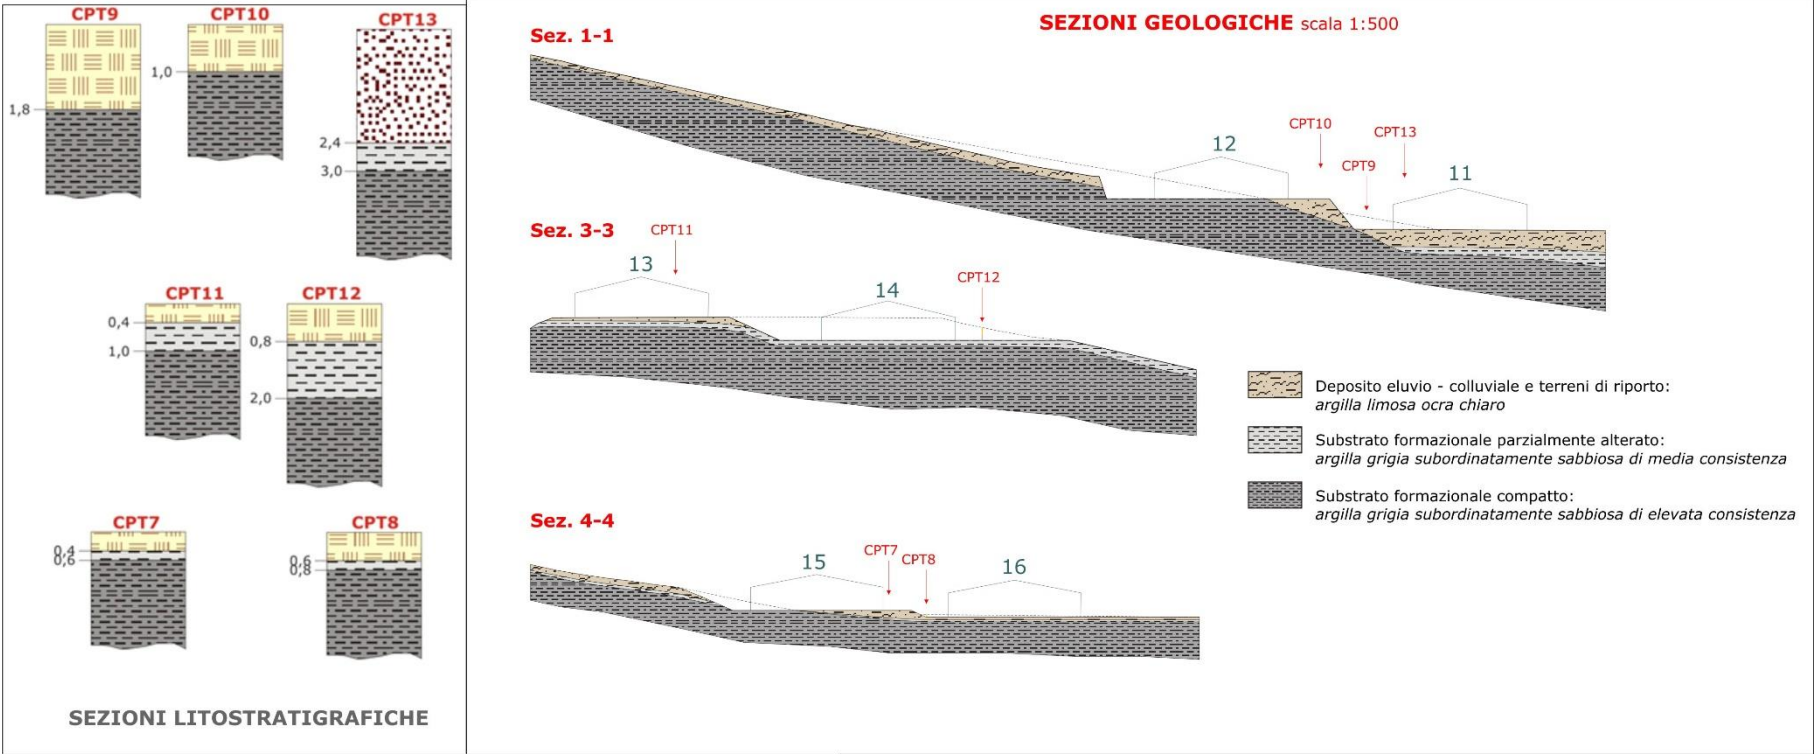 CPT9
CPT10
CPT13
1,0
1,8
2,4
3,0
CPT11
CPT12
0,4
0,8
1,0
2,0
CPT7
CPT8
0,4
0,6
0,6
0,8
SEZIONI LITOSTRATIGRAFICHE
SEZIONI GEOLOGICHE scala 1:500
Sez. 1-1
CPT10
CPT13
12
CPT9
11
Sez. 3-3
CPT11
13
CPT12
14
Deposito eluvio - colluviale e terreni di riporto:
argilla limosa ocra chiaro
Substrato formazionale parzialmente alterato:
argilla grigia subordinatamente sabbiosa di media consistenza
Substrato formazionale compatto:
argilla grigia subordinatamente sabbiosa di elevata consistenza
Sez. 4-4
CPT7
CPT8
15
16